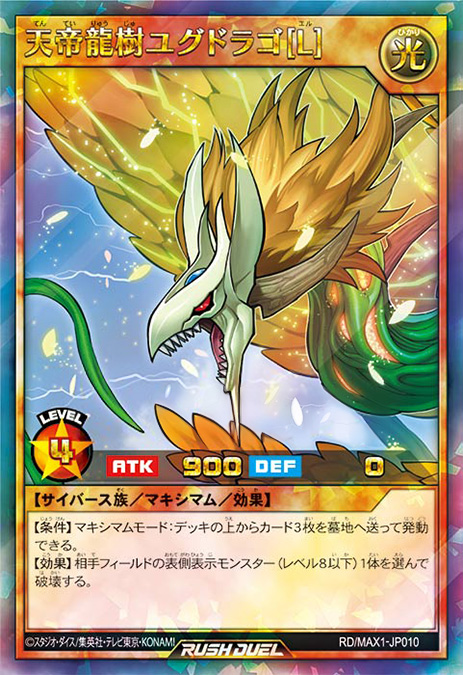 天帝龍樹ユグドラゴ[L]
光
LEVEL
4
ATK 900 DEF 0
【サイバース族／マキシマム／効果】
【条件】マキシマムモード：デッキの上からカード3枚を墓地へ送って発動
できる。
【効果】相手フィールドの表側表示モンスター（レベル8以下）1体を選んで
破壊する。
©スタジオ・ダイス/集英社・テレビ東京・KONAMI
RUSH DUEL
RD/MAX1-JP010